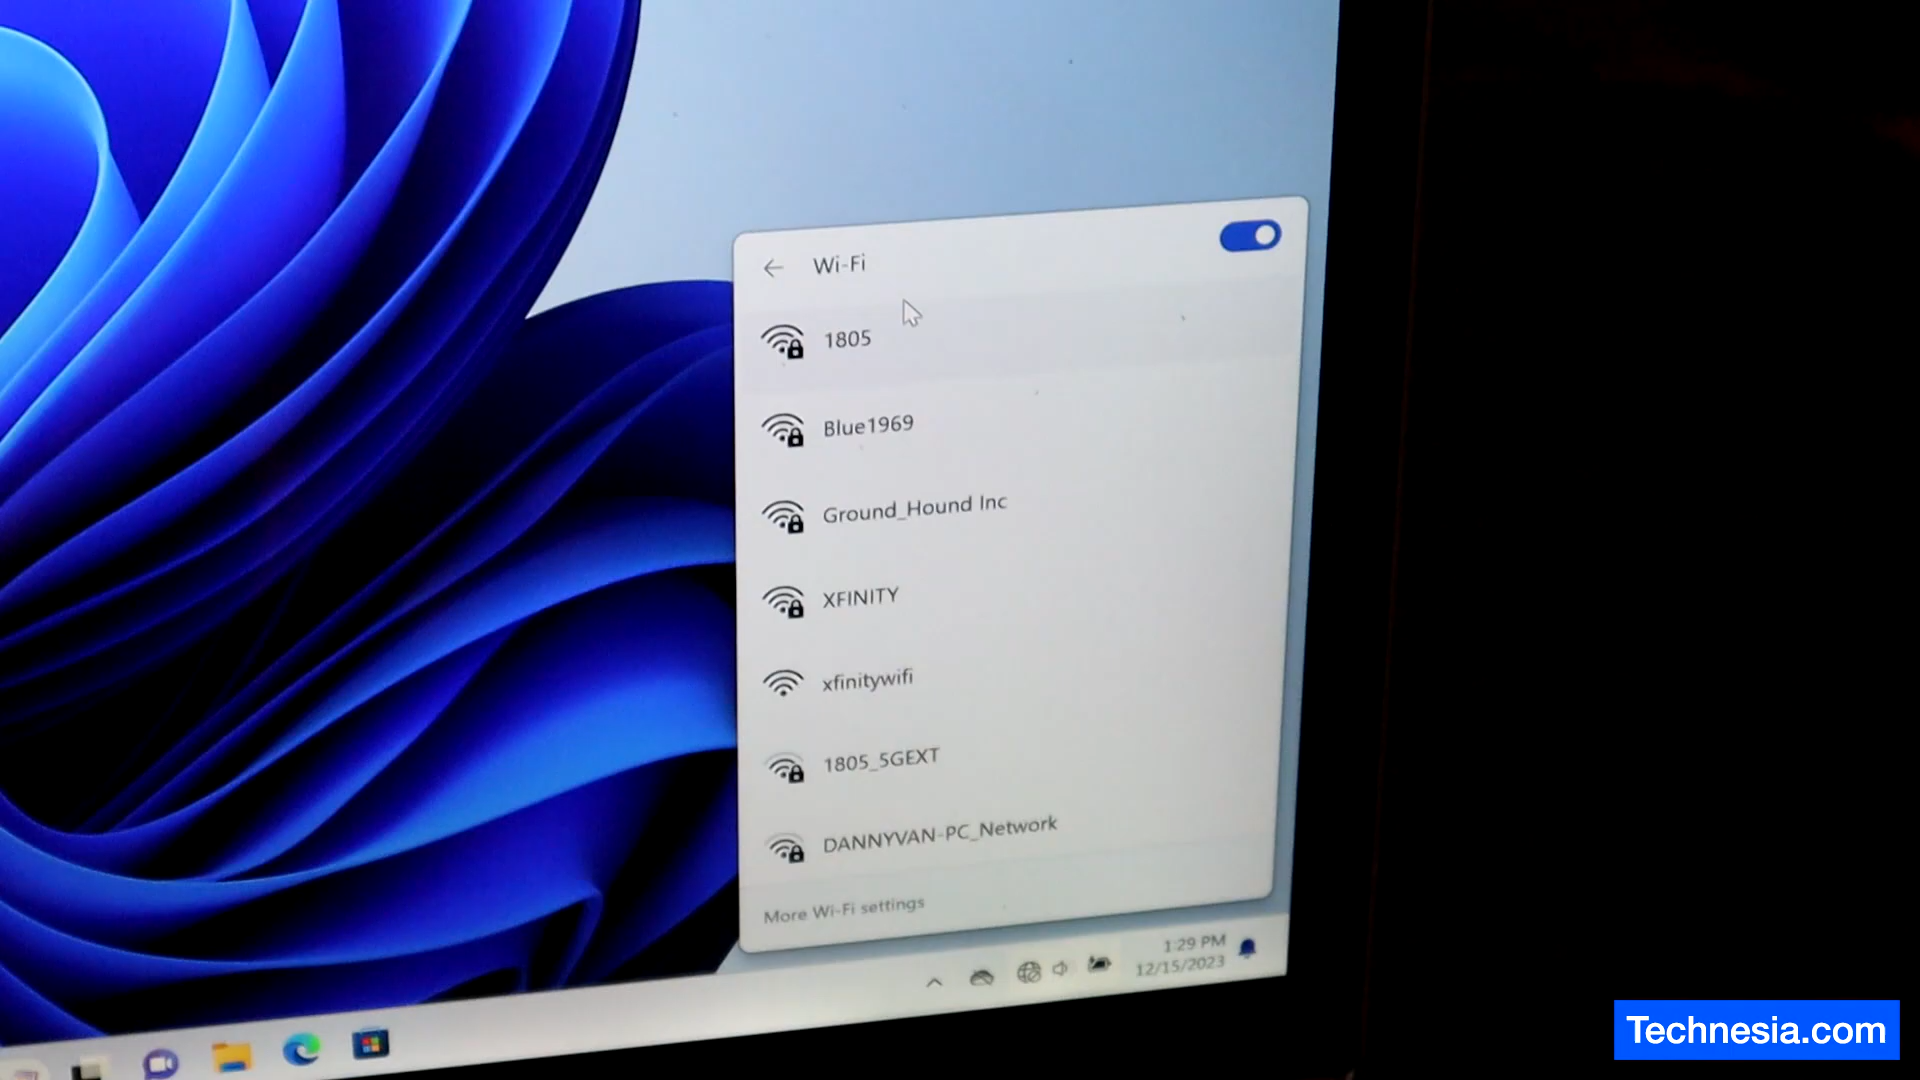 Wi-Fi
1805
Blue1969
Ground_Hound Inc
XFINITY
xfinitywifi
1805_5GEXT
DANNYVAN-PC_Network
More Wi-Fi settings
1:29 PM
12/15/2023
Technesia.com